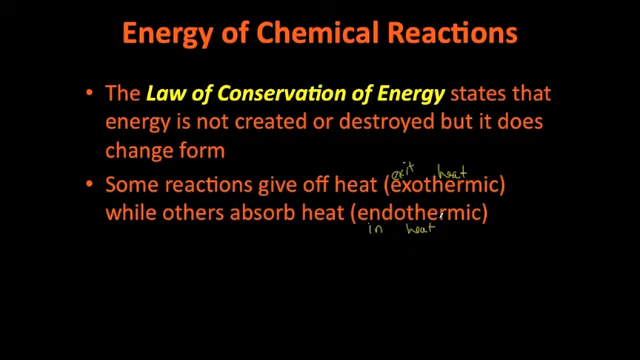 Energy of Chemical Reactions
• The Law of Conservation of Energy states that
energy is not created or destroyed but it does
change form
exit heat
• Some reactions give off heat (exothermic)
while others absorb heat (endothermic)
in heat